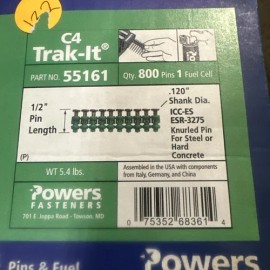 C4
Trak-It®
PART NO. 55161
Qty. 800 Pins 1 Fuel Cell
1/2"
Pin
Length
.120"
Shank Dia.
ICC-ES
ESR-3275
Knurled Pin
For Steel or
Hard
Concrete
(P)
WT 5.4 lbs.
Assembled in the USA with components
from Italy, Germany, and China
Powers
FASTENERS
701 E. Joppa Road - Towson, MD
0 75352 68361 4
Pins & Fuel
Powers